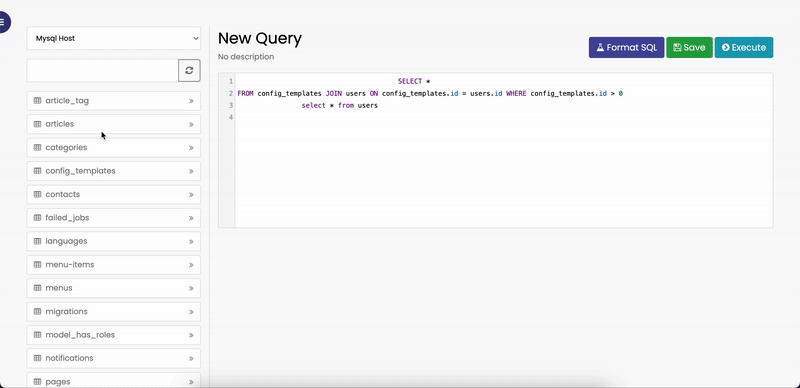 Mysql Host
article_tag
articles
categories
config_templates
contacts
failed_jobs
languages
menu-items
menus
migrations
model_has_roles
notifications
pages
New Query
No description
Format SQL
Save
Execute
1 SELECT *
2 FROM config_templates JOIN users ON config_templates.id = users.id WHERE config_templates.id > 0
3 select * from users
4